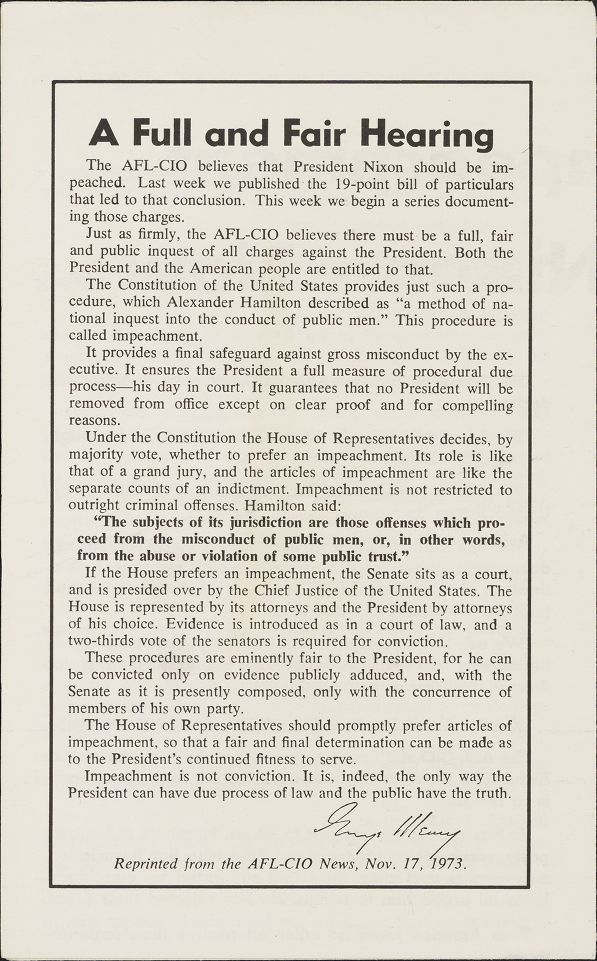 A Full and Fair Hearing
The AFL-CIO believes that President Nixon should be im-
peached. Last week we published the 19-point bill of particulars
that led to that conclusion. This week we begin a series document-
ing those charges.
Just as firmly, the AFL-CIO believes there must be a full, fair
and public inquest of all charges against the President. Both the
President and the American people are entitled to that.
The Constitution of the United States provides just such a pro-
cedure, which Alexander Hamilton described as “a method of na-
tional inquest into the conduct of public men.” This procedure is
called impeachment.
It provides a final safeguard against gross misconduct by the ex-
ecutive. It ensures the President a full measure of procedural due
process—his day in court. It guarantees that no President will be
removed from office except on clear proof and for compelling
reasons.
Under the Constitution the House of Representatives decides, by
majority vote, whether to prefer an impeachment. Its role is like
that of a grand jury, and the articles of impeachment are like the
separate counts of an indictment. Impeachment is not restricted to
outright criminal offenses. Hamilton said:
“The subjects of its jurisdiction are those offenses which pro-
ceed from the misconduct of public men, or, in other words,
from the abuse or violation of some public trust.”
If the House prefers an impeachment, the Senate sits as a court,
and is presided over by the Chief Justice of the United States. The
House is represented by its attorneys and the President by attorneys
of his choice. Evidence is introduced as in a court of law, and a
two-thirds vote of the senators is required for conviction.
These procedures are eminently fair to the President, for he can
be convicted only on evidence publicly adduced, and, with the
Senate as it is presently composed, only with the concurrence of
members of his own party.
The House of Representatives should promptly prefer articles of
impeachment, so that a fair and final determination can be made as
to the President’s continued fitness to serve.
Impeachment is not conviction. It is, indeed, the only way the
President can have due process of law and the public have the truth.
George Meany
Reprinted from the AFL-CIO News, Nov. 17, 1973.